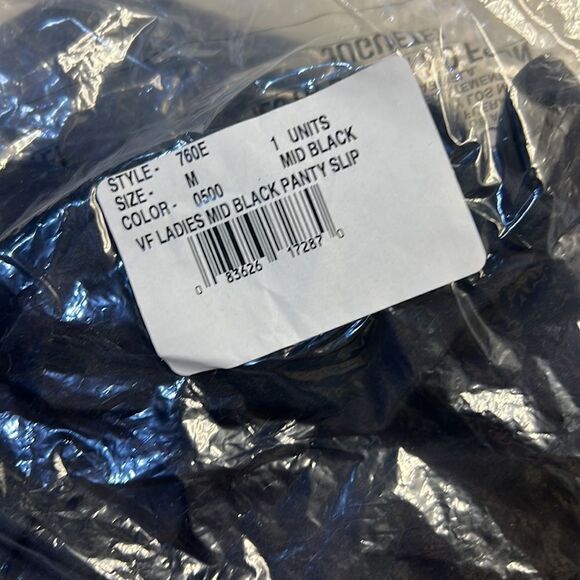 STYLE - 760E 1 UNITS
SIZE - M MID BLACK
COLOR - 0500
VF LADIES MID BLACK PANTY SLIP
0 83626 17287 0